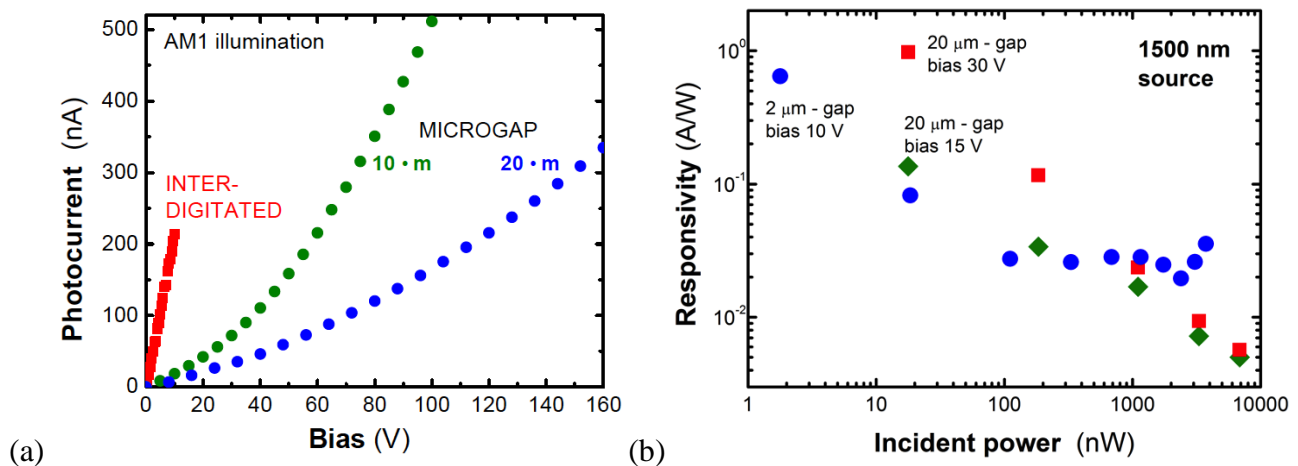 500
400
300
200
100
0
Photocurrent (nA)
AM1 illumination
MICROGAP
10 • m
20 • m
INTER-
DIGITATED
0 20 40 60 80 100 120 140 160
Bias (V)
(a)
10⁰
10⁻¹
10⁻²
Responsivity (A/W)
20 μm - gap
bias 30 V
1500 nm
source
2 μm - gap
bias 10 V
20 μm - gap
bias 15 V
1 10 100 1000 10000
Incident power (nW)
(b)